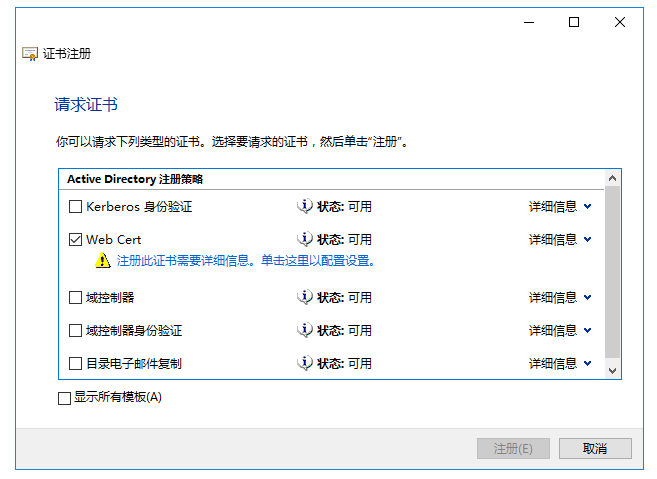 证书注册
请求证书
你可以请求下列类型的证书。选择要请求的证书，然后单击“注册”。
Active Directory 注册策略
Kerberos 身份验证 状态: 可用 详细信息
Web Cert 状态: 可用 详细信息
注册此证书需要详细信息。单击这里以配置设置。
域控制器 状态: 可用 详细信息
域控制器身份验证 状态: 可用 详细信息
目录电子邮件复制 状态: 可用 详细信息
显示所有模板(A)
注册(E) 取消